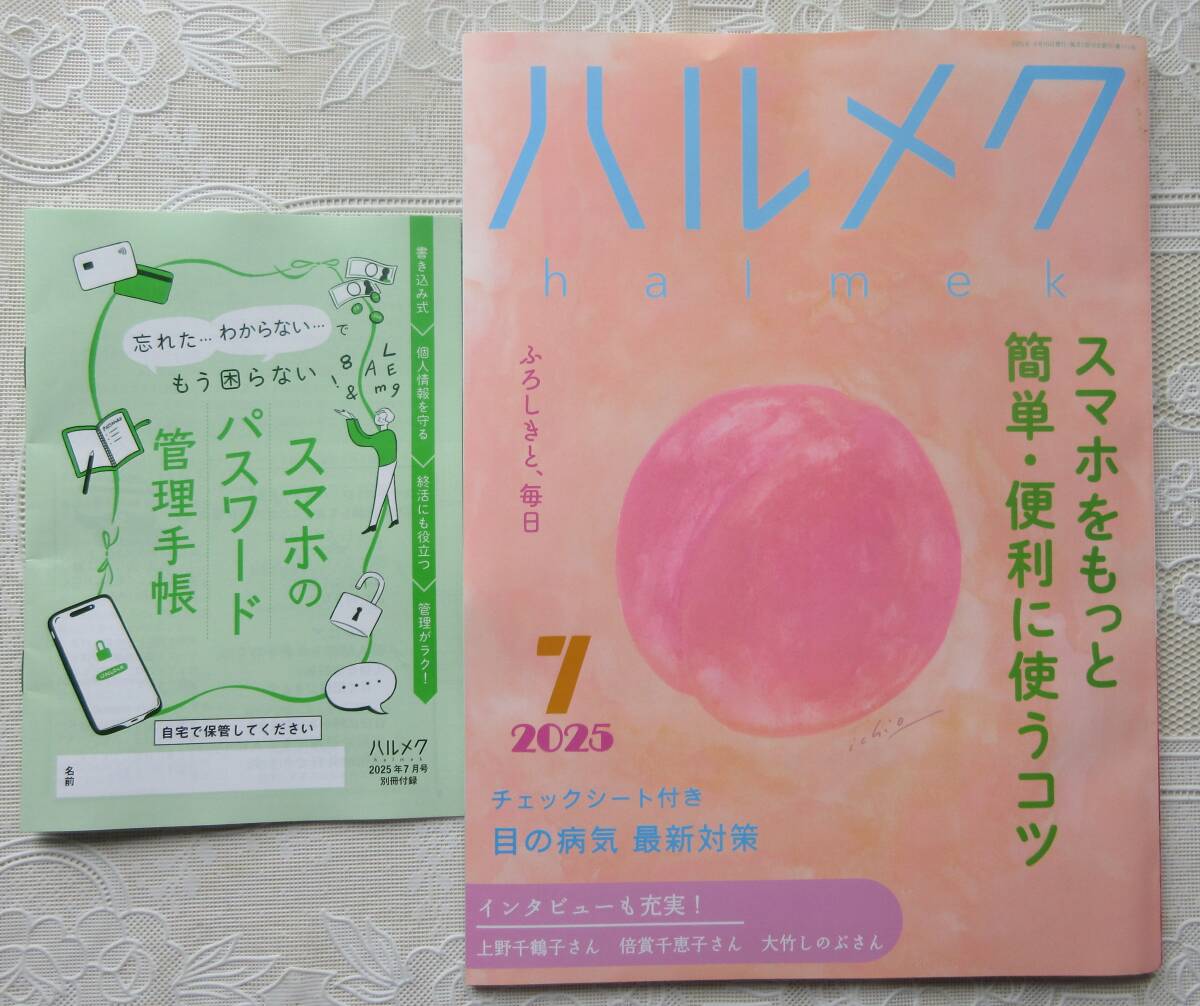 書き込み式
個人情報を守る
終活にも役立つ
管理がラク！
忘れた…わからない…で
もう困らない
スマホの
パスワード
管理手帳
自宅で保管してください
名前
ハルメク
halmek
2025年7月号
別冊付録
ハルメク
halmek
スマホをもっと
簡単・便利に使うコツ
ふろしきと、毎日
ichio
7
2025
チェックシート付き
目の病気 最新対策
インタビューも充実！
上野千鶴子さん 倍賞千恵子さん 大竹しのぶさん